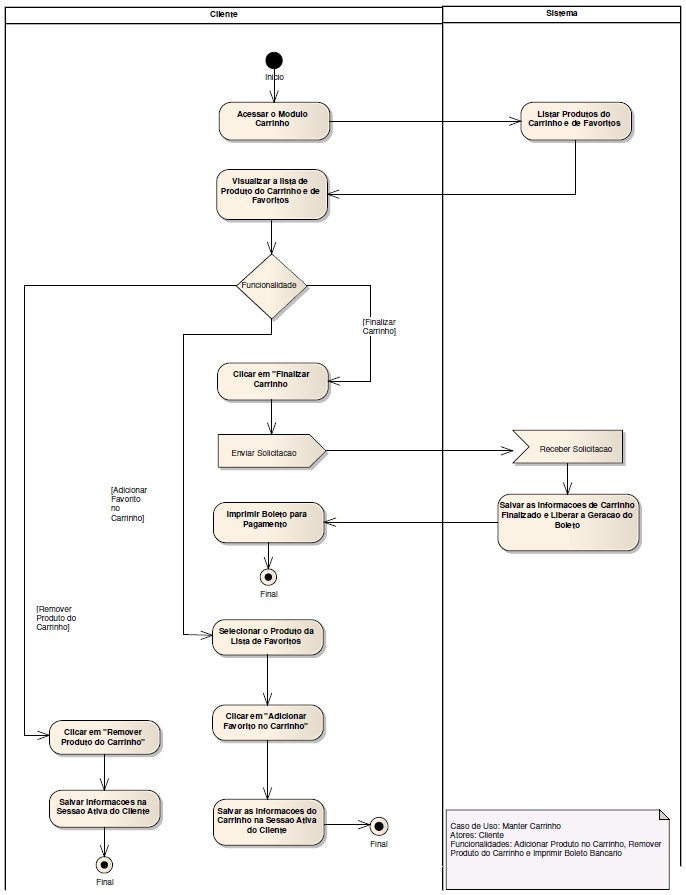 Cliente
Sistema
Inicio
Acessar o Modulo
Carrinho
Listar Produtos do
Carrinho e de Favoritos
Visualizar a lista de
Produto do Carrinho e de
Favoritos
Funcionalidade
[Finalizar
Carrinho]
Clicar em "Finalizar
Carrinho
Enviar Solicitacao
Receber Solicitacao
[Adicionar
Favorito
no
Carrinho]
Imprimir Boleto para
Pagamento
Salvar as Informacoes de Carrinho
Finalizado e Liberar a Geracao do
Boleto
Final
[Remover
Produto do
Carrinho]
Selecionar o Produto da
Lista de Favoritos
Clicar em "Remover
Produto do Carrinho"
Clicar em "Adicionar
Favorito no Carrinho"
Salvar Informacoes na
Sessao Ativa do Cliente
Salvar as Informacoes do
Carrinho na Sessao Ativa
do Cliente
Final
Final
Caso de Uso: Manter Carrinho
Atores: Cliente
Funcionalidades: Adicionar Produto no Carrinho, Remover
Produto do Carrinho e Imprimir Boleto Bancario